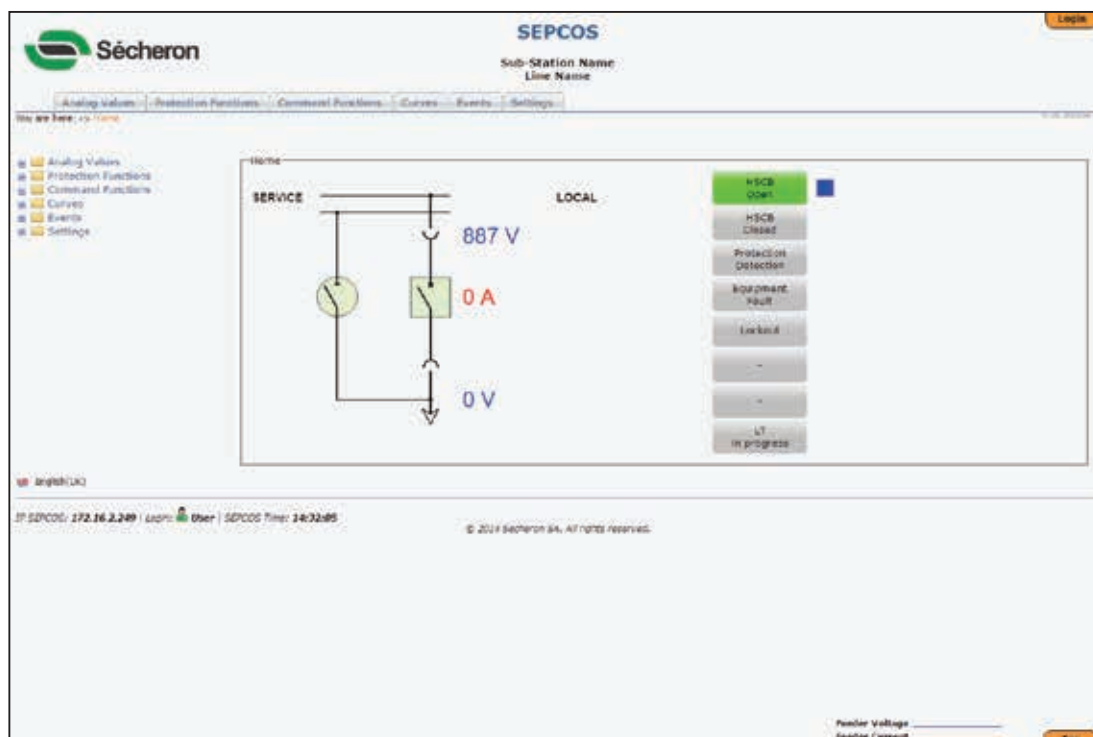 Login
SEPCOS
Sécheron
Sub-Station Name
Line Name
Analog Values Protection Functions Command Functions Curves Events Settings
You are here: >> Home
Analog Values
Protection Functions
Command Functions
Curves
Events
Settings
Home
SERVICE
LOCAL
887 V
0 A
0 V
HSCB
Open
HSCB
Closed
Protection
Detection
Equipment
Fault
Lockout
-
-
LT
in progress
English(UK)
IP SEPCOS: 172.16.2.249 | Login: User | SEPCOS Time: 14:32:05
© 2014 Sécheron SA. All rights reserved.
Feeder Voltage
Feeder Current